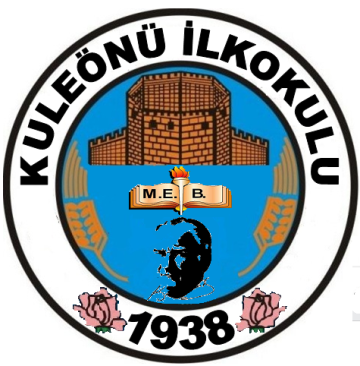 KULEÖNÜ İLKOKULU
M.E. B.
1938